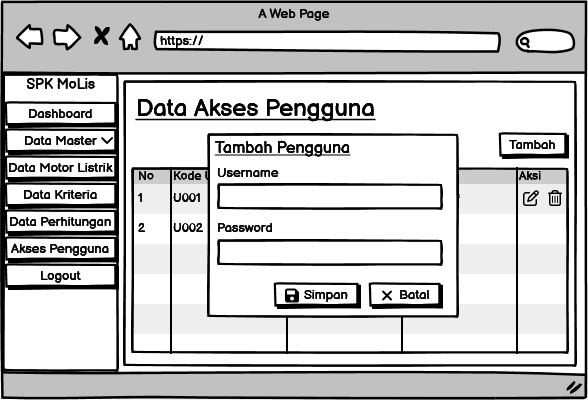 A Web Page
https://
SPK MoLis
Dashboard
Data Master
Data Motor Listrik
Data Kriteria
Data Perhitungan
Akses Pengguna
Logout
Data Akses Pengguna
Tambah
No Kode U Aksi
1 U001
2 U002
Tambah Pengguna
Username
Password
Simpan Batal